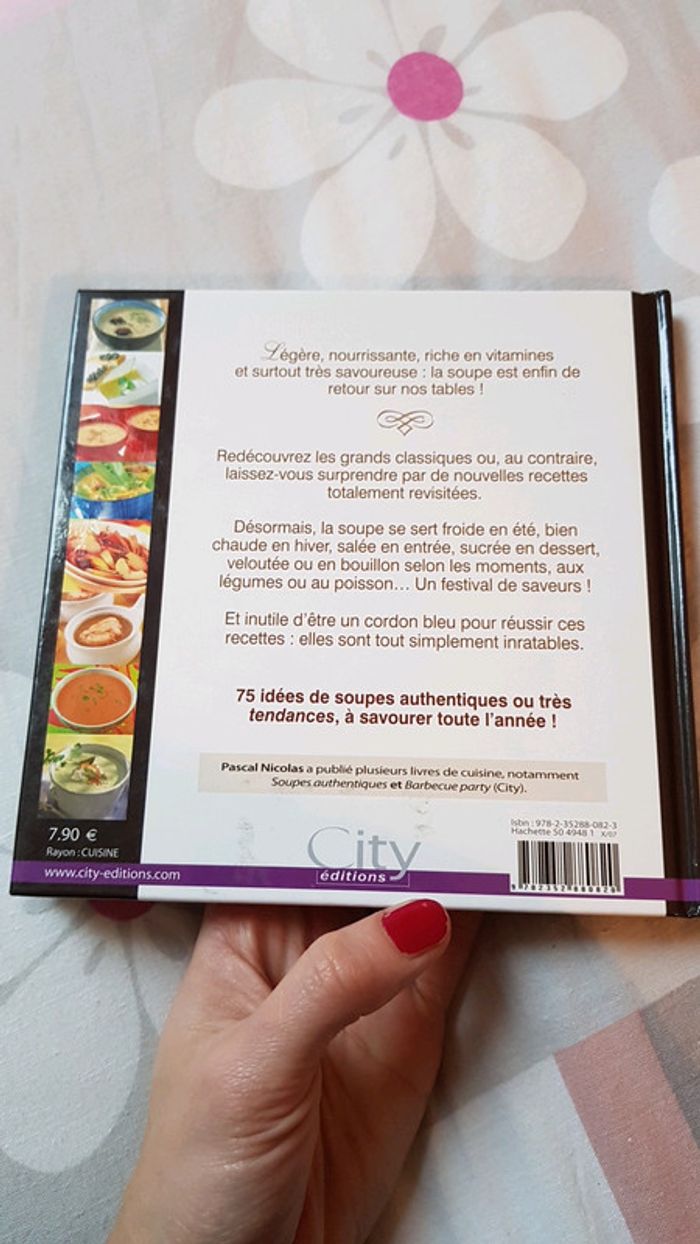 Légère, nourrissante, riche en vitamines
et surtout très savoureuse : la soupe est enfin de
retour sur nos tables !
Redécouvrez les grands classiques ou, au contraire,
laissez-vous surprendre par de nouvelles recettes
totalement revisitées.
Désormais, la soupe se sert froide en été, bien
chaude en hiver, salée en entrée, sucrée en dessert,
veloutée ou en bouillon selon les moments, aux
légumes ou au poisson... Un festival de saveurs !
Et inutile d'être un cordon bleu pour réussir ces
recettes : elles sont tout simplement inratables.
75 idées de soupes authentiques ou très
tendances, à savourer toute l'année !
Pascal Nicolas a publié plusieurs livres de cuisine, notamment
Soupes authentiques et Barbecue party (City).
7.90 €
Rayon : CUISINE
www.city-editions.com
City
éditions
Isbn : 978-2-35288-082-3
Hachette 50 4948 1 X/07
9 782352 880820